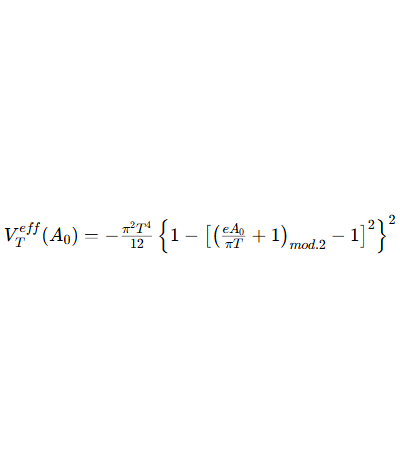 $V_T^{eff}(A_0) = -\frac{\pi^2 T^4}{12} \left\{ 1 - \left[ \left( \frac{eA_0}{\pi T} + 1 \right)_{mod.2} - 1 \right]^2 \right\}^2$